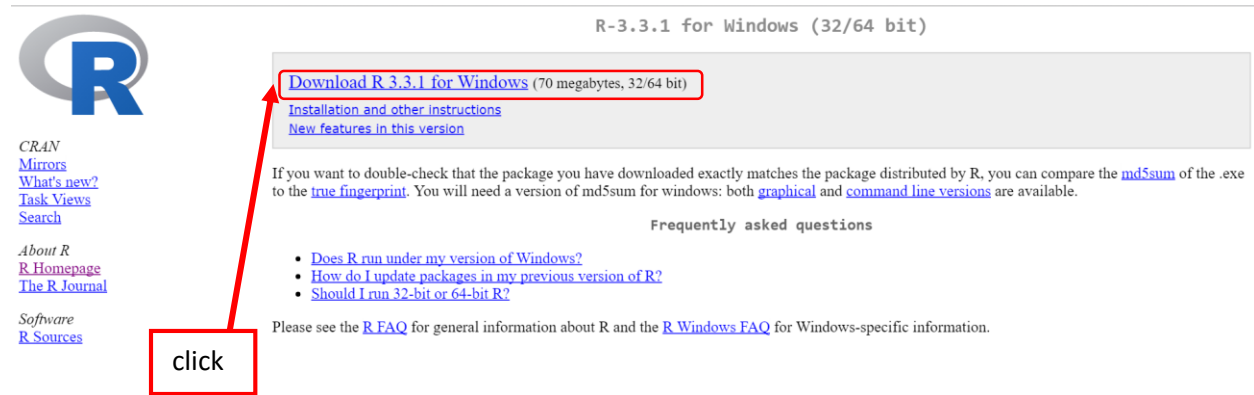 R
CRAN
Mirrors
What's new?
Task Views
Search
About R
R Homepage
The R Journal
Software
R Sources
R-3.3.1 for Windows (32/64 bit)
Download R 3.3.1 for Windows (70 megabytes, 32/64 bit)
Installation and other instructions
New features in this version
If you want to double-check that the package you have downloaded exactly matches the package distributed by R, you can compare the md5sum of the .exe
to the true fingerprint. You will need a version of md5sum for windows: both graphical and command line versions are available.
Frequently asked questions
• Does R run under my version of Windows?
• How do I update packages in my previous version of R?
• Should I run 32-bit or 64-bit R?
Please see the R FAQ for general information about R and the R Windows FAQ for Windows-specific information.
click